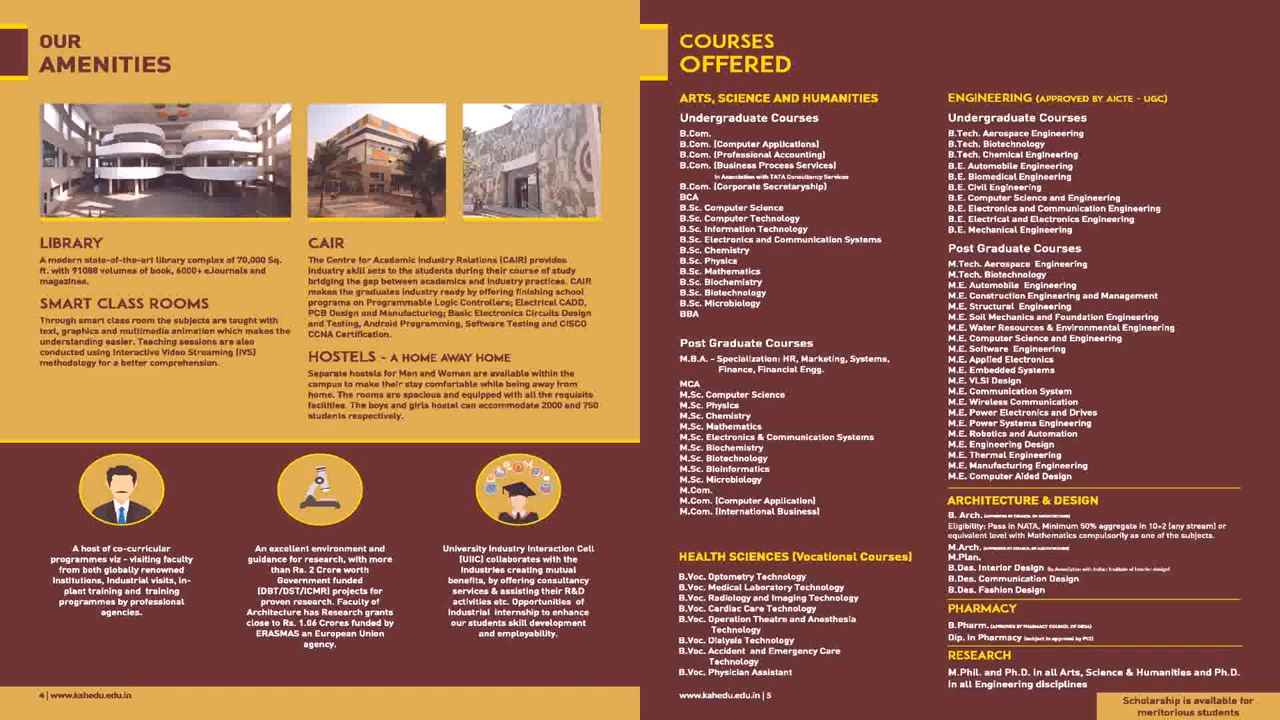 OUR
AMENITIES
LIBRARY
A modern state-of-the-art library complex of 70,000 Sq.
ft. with 91088 volumes of book, 6000+ eJournals and
magazines.
SMART CLASS ROOMS
Through smart class room the subjects are taught with
text, graphics and multimedia animation which makes the
understanding easier. Teaching sessions are also
conducted using Interactive Video Streaming (IVS)
methodology for a better comprehension.
CAIR
The Centre for Academic Industry Relations (CAIR) provides
industry skill sets to the students during their course of study
bridging the gap between academics and industry practices. CAIR
makes the graduates industry ready by offering finishing school
programs on Programmable Logic Controllers; Electrical CADD,
PCB Design and Manufacturing; Basic Electronics Circuits Design
and Testing, Android Programming, Software Testing and CISCO
CCNA Certification.
HOSTELS - A HOME AWAY HOME
Separate hostels for Men and Women are available within the
campus to make their stay comfortable while being away from
home. The rooms are spacious and equipped with all the requisite
facilities. The boys and girls hostel can accommodate 2000 and 750
students respectively.
A host of co-curricular
programmes viz - visiting faculty
from both globally renowned
Institutions, Industrial visits, in-
plant training and training
programmes by professional
agencies.
An excellent environment and
guidance for research, with more
than Rs. 2 Crore worth
Government funded
(DBT/DST/ICMR) projects for
proven research. Faculty of
Architecture has Research grants
close to Rs. 1.06 Crores funded by
ERASMAS an European Union
agency.
University Industry Interaction Cell
(UIIC) collaborates with the
Industries creating mutual
benefits, by offering consultancy
services & assisting their R&D
activities etc. Opportunities of
Industrial internship to enhance
our students skill development
and employability.
4 | www.kahedu.edu.in
COURSES
OFFERED
ARTS, SCIENCE AND HUMANITIES
Undergraduate Courses
B.Com.
B.Com. (Computer Applications)
B.Com. (Professional Accounting)
B.Com. (Business Process Services)
In Association with TATA Consultancy Services
B.Com. (Corporate Secretaryship)
BCA
B.Sc. Computer Science
B.Sc. Computer Technology
B.Sc. Information Technology
B.Sc. Electronics and Communication Systems
B.Sc. Chemistry
B.Sc. Physics
B.Sc. Mathematics
B.Sc. Biochemistry
B.Sc. Biotechnology
B.Sc. Microbiology
BBA
Post Graduate Courses
M.B.A. - Specialization: HR, Marketing, Systems,
Finance, Financial Engg.
MCA
M.Sc. Computer Science
M.Sc. Physics
M.Sc. Chemistry
M.Sc. Mathematics
M.Sc. Electronics & Communication Systems
M.Sc. Biochemistry
M.Sc. Biotechnology
M.Sc. Bioinformatics
M.Sc. Microbiology
M.Com.
M.Com. (Computer Application)
M.Com. (International Business)
HEALTH SCIENCES (Vocational Courses)
B.Voc. Optometry Technology
B.Voc. Medical Laboratory Technology
B.Voc. Radiology and Imaging Technology
B.Voc. Cardiac Care Technology
B.Voc. Operation Theatre and Anesthesia
Technology
B.Voc. Dialysis Technology
B.Voc. Accident and Emergency Care
Technology
B.Voc. Physician Assistant
www.kahedu.edu.in | 5
ENGINEERING (APPROVED BY AICTE - UGC)
Undergraduate Courses
B.Tech. Aerospace Engineering
B.Tech. Biotechnology
B.Tech. Chemical Engineering
B.E. Automobile Engineering
B.E. Biomedical Engineering
B.E. Civil Engineering
B.E. Computer Science and Engineering
B.E. Electronics and Communication Engineering
B.E. Electrical and Electronics Engineering
B.E. Mechanical Engineering
Post Graduate Courses
M.Tech. Aerospace Engineering
M.Tech. Biotechnology
M.E. Automobile Engineering
M.E. Construction Engineering and Management
M.E. Structural Engineering
M.E. Soil Mechanics and Foundation Engineering
M.E. Water Resources & Environmental Engineering
M.E. Computer Science and Engineering
M.E. Software Engineering
M.E. Applied Electronics
M.E. Embedded Systems
M.E. VLSI Design
M.E. Communication System
M.E. Wireless Communication
M.E. Power Electronics and Drives
M.E. Power Systems Engineering
M.E. Robotics and Automation
M.E. Engineering Design
M.E. Thermal Engineering
M.E. Manufacturing Engineering
M.E. Computer Aided Design
ARCHITECTURE & DESIGN
B. Arch. (APPROVED BY COUNCIL OF ARCHITECTURE)
Eligibility: Pass in NATA, Minimum 50% aggregate in 10+2 (any stream) or
equivalent level with Mathematics compulsorily as one of the subjects.
M.Arch. (APPROVED BY COUNCIL OF ARCHITECTURE)
M.Plan.
B.Des. Interior Design (In Association with Indian Institute of Interior design)
B.Des. Communication Design
B.Des. Fashion Design
PHARMACY
B.Pharm. (APPROVED BY PHARMACY COUNCIL OF INDIA)
Dip. in Pharmacy (subject to approval by PCI)
RESEARCH
M.Phil. and Ph.D. in all Arts, Science & Humanities and Ph.D.
in all Engineering disciplines
Scholarship is available for
meritorious students